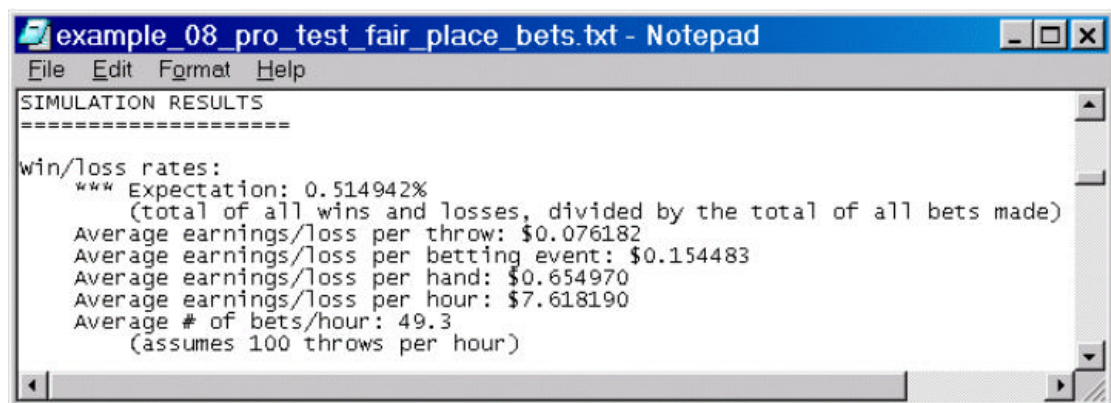 example_08_pro_test_fair_place_bets.txt - Notepad
File Edit Format Help
SIMULATION RESULTS
====================
Win/loss rates:
*** Expectation: 0.514942%
(total of all wins and losses, divided by the total of all bets made)
Average earnings/loss per throw: $0.076182
Average earnings/loss per betting event: $0.154483
Average earnings/loss per hand: $0.654970
Average earnings/loss per hour: $7.618190
Average # of bets/hour: 49.3
(assumes 100 throws per hour)